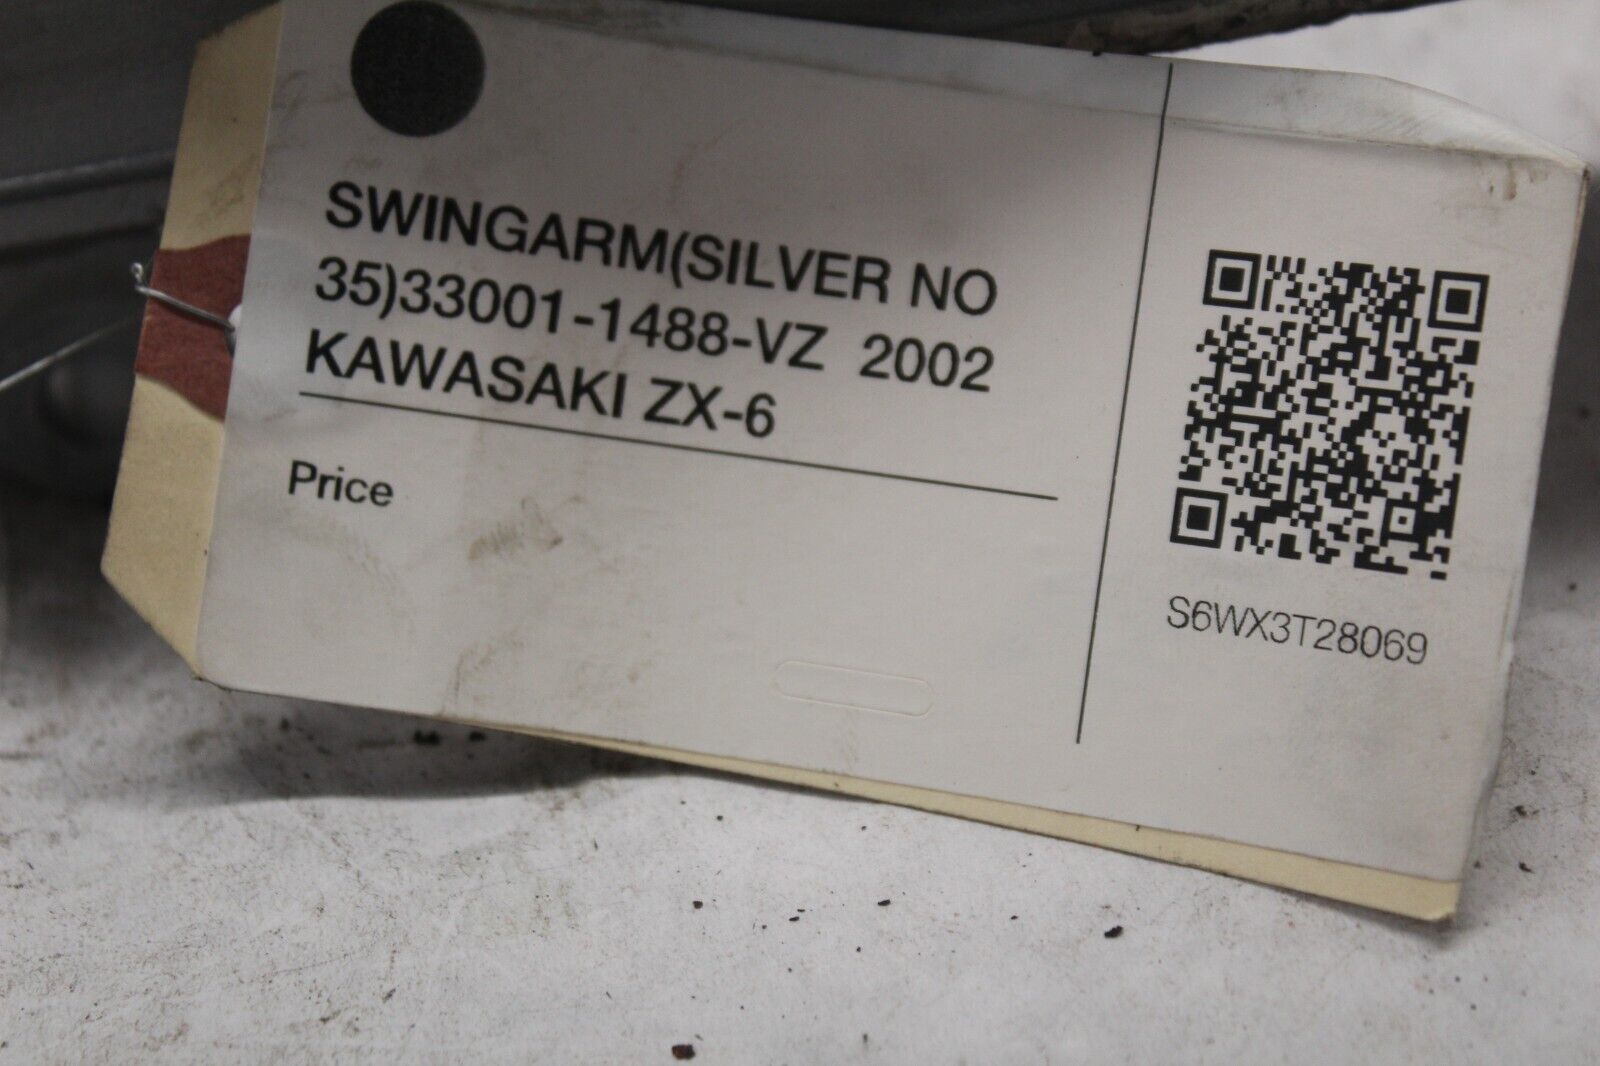 SWINGARM(SILVER NO
35)33001-1488-VZ 2002
KAWASAKI ZX-6
Price
S6WX3T28069